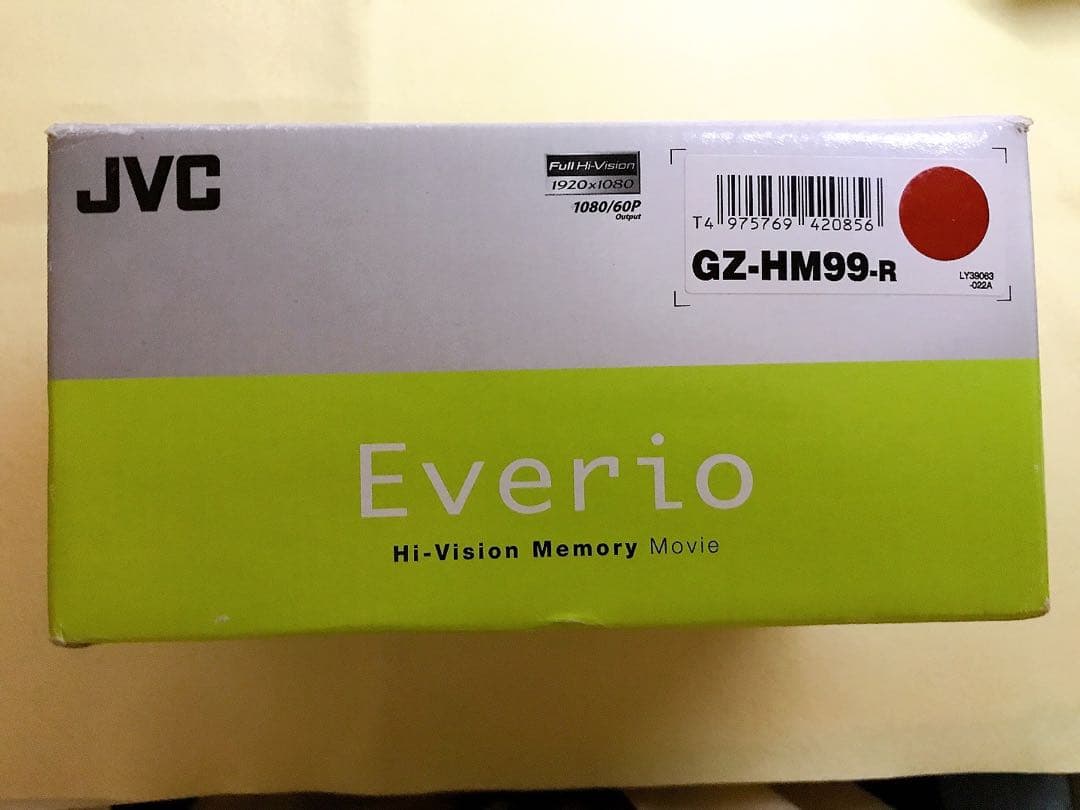 JVC
Full Hi-Vision
1920x1080
1080/60P
Output
T4 975769 420856
GZ-HM99-R
LY39063
-022A
Everio
Hi-Vision Memory Movie